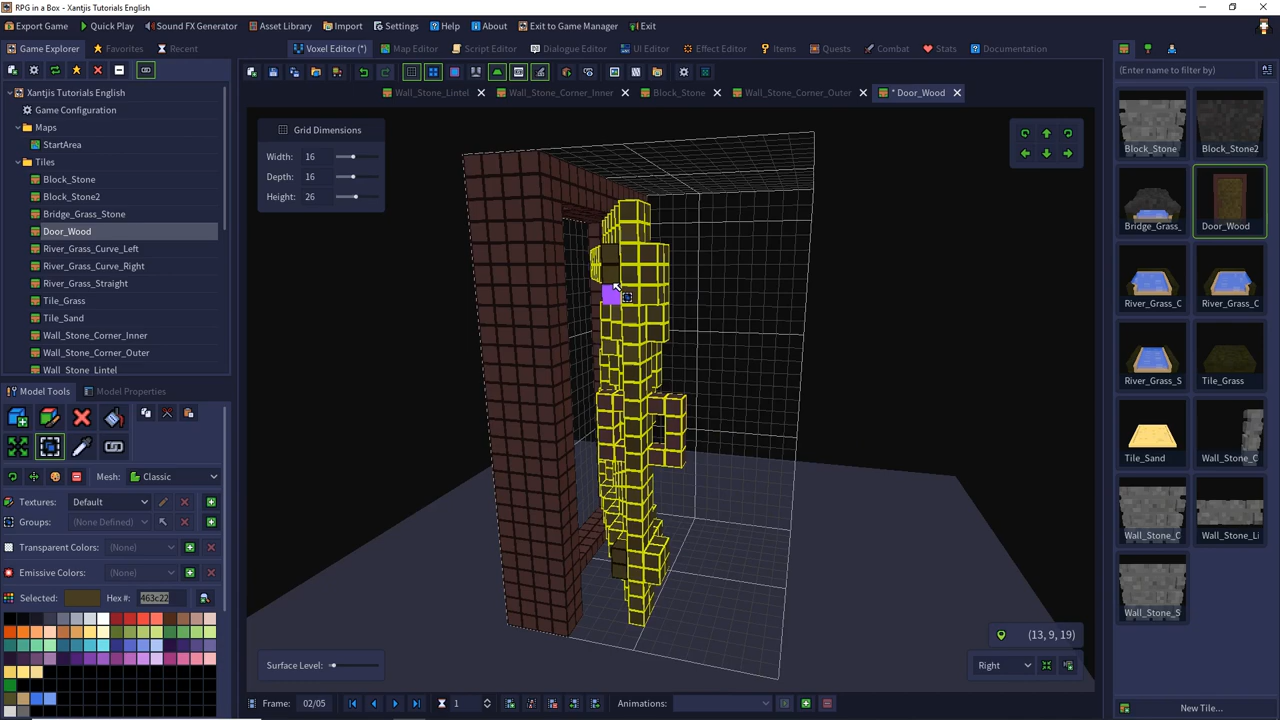 RPG in a Box — Xantjis Tutorials English
Export Game Quick Play Sound FX Generator Asset Library Import Settings Help About Exit to Game Manager Exit
Game Explorer Favorites Recent Voxel Editor (*) Map Editor Script Editor Dialogue Editor UI Editor Effect Editor Items Quests Combat Stats Documentation
(Enter name to filter by)
Wall_Stone_Lintel Wall_Stone_Corner_Inner Block_Stone Wall_Stone_Corner_Outer * Door_Wood
Xantjis Tutorials English
Game Configuration
Maps
StartArea
Tiles
Block_Stone
Block_Stone2
Bridge_Grass_Stone
Door_Wood
River_Grass_Curve_Left
River_Grass_Curve_Right
River_Grass_Straight
Tile_Grass
Tile_Sand
Wall_Stone_Corner_Inner
Wall_Stone_Corner_Outer
Wall_Stone_Lintel
Grid Dimensions
Width: 16
Depth: 16
Height: 26
Block_Stone Block_Stone2
Bridge_Grass_ Door_Wood
River_Grass_C River_Grass_C
River_Grass_S Tile_Grass
Tile_Sand Wall_Stone_C
Wall_Stone_C Wall_Stone_Li
Wall_Stone_S
Model Tools Model Properties
Mesh: Classic
Textures: Default
Groups: (None Defined)
Transparent Colors: (None)
Emissive Colors: (None)
Selected: Hex#: 463c22
(13, 9, 19)
Surface Level: Right
Frame: 02/05 1 Animations: New Tile...